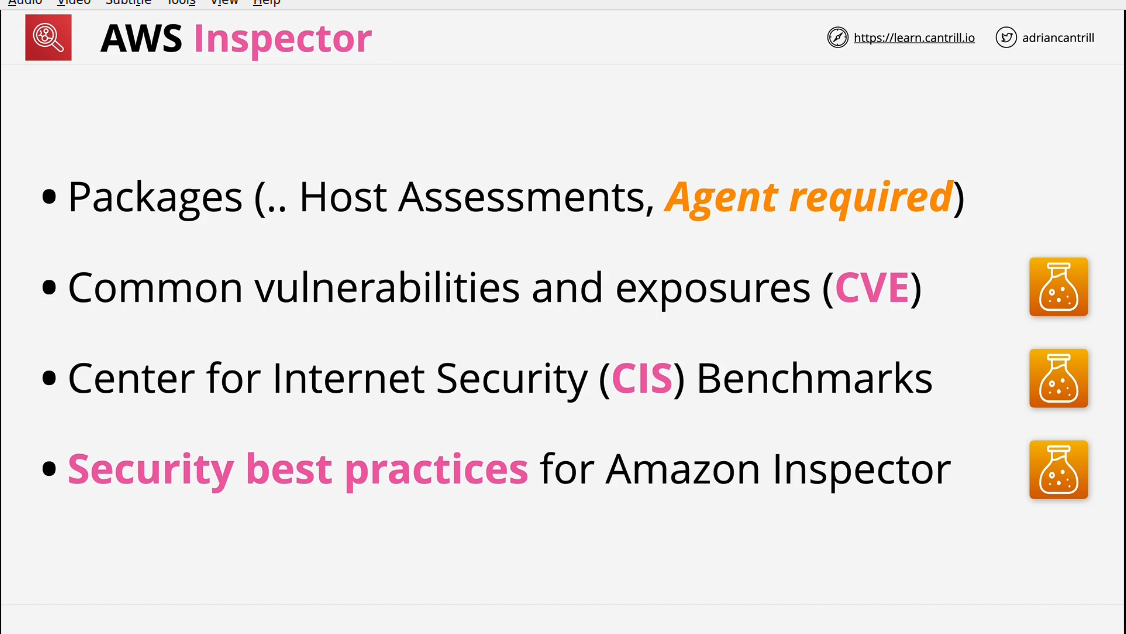 Audio Video Subtitle Tools View Help
AWS Inspector
https://learn.cantrill.io adriancantrill
• Packages (.. Host Assessments, Agent required)
• Common vulnerabilities and exposures (CVE)
• Center for Internet Security (CIS) Benchmarks
• Security best practices for Amazon Inspector